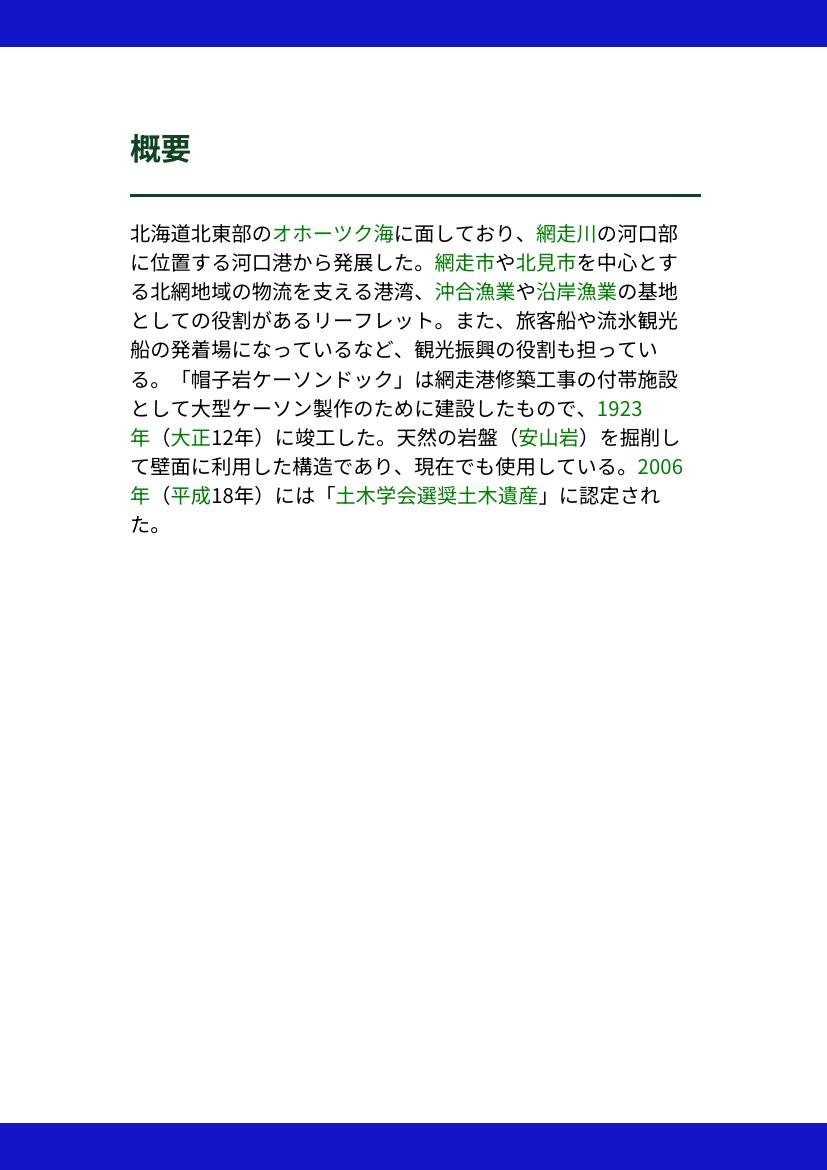 概要
北海道北東部のオホーツク海に面しており、網走川の河口部
に位置する河口港から発展した。網走市や北見市を中心とす
る北網地域の物流を支える港湾、沖合漁業や沿岸漁業の基地
としての役割があるリーフレット。また、旅客船や流氷観光
船の発着場になっているなど、観光振興の役割も担ってい
る。「帽子岩ケーソンドック」は網走港修築工事の付帯施設
として大型ケーソン製作のために建設したもので、1923
年（大正12年）に竣工した。天然の岩盤（安山岩）を掘削し
て壁面に利用した構造であり、現在でも使用している。2006
年（平成18年）には「土木学会選奨土木遺産」に認定され
た。